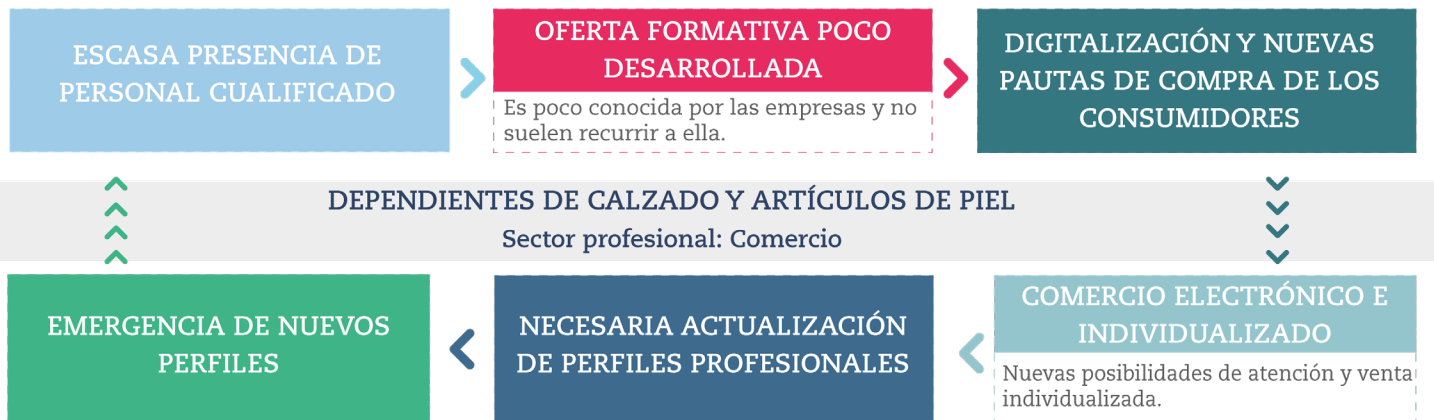 ESCASA PRESENCIA DE
PERSONAL CUALIFICADO
OFERTA FORMATIVA POCO
DESARROLLADA
Es poco conocida por las empresas y no
suelen recurrir a ella.
DIGITALIZACIÓN Y NUEVAS
PAUTAS DE COMPRA DE LOS
CONSUMIDORES
DEPENDIENTES DE CALZADO Y ARTÍCULOS DE PIEL
Sector profesional: Comercio
EMERGENCIA DE NUEVOS
PERFILES
NECESARIA ACTUALIZACIÓN
DE PERFILES PROFESIONALES
COMERCIO ELECTRÓNICO E
INDIVIDUALIZADO
Nuevas posibilidades de atención y venta
individualizada.